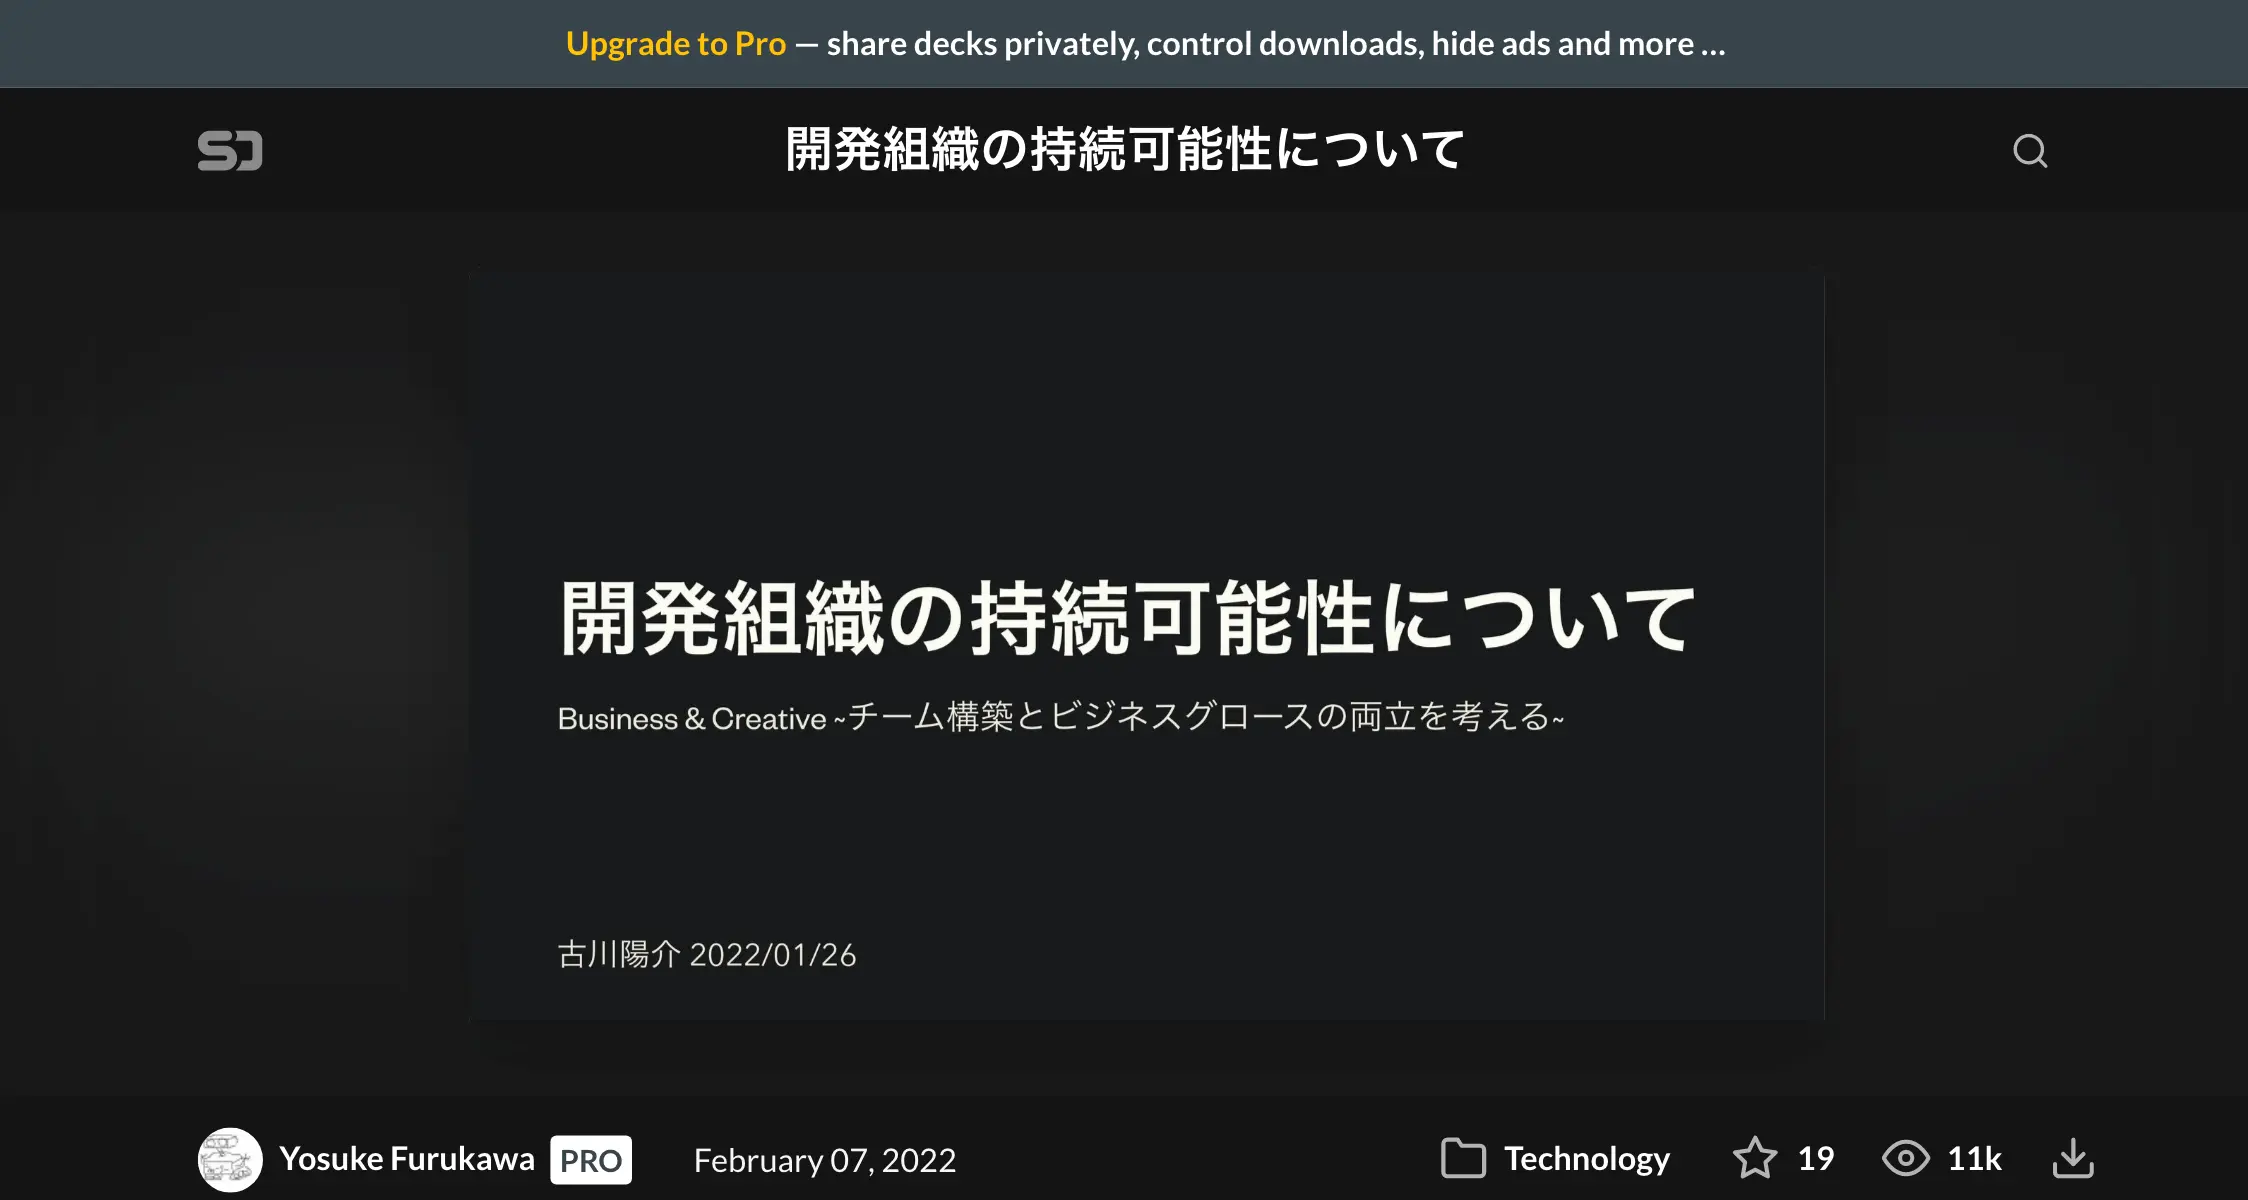 Upgrade to Pro — share decks privately, control downloads, hide ads and more …
開発組織の持続可能性について
開発組織の持続可能性について
Business & Creative ~チーム構築とビジネスグロースの両立を考える~
古川陽介 2022/01/26
Yosuke Furukawa PRO February 07, 2022 Technology 19 11k